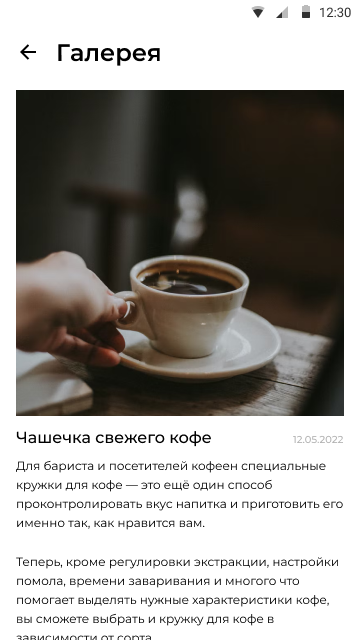 12:30
Галерея
Чашечка свежего кофе
12.05.2022
Для бариста и посетителей кофеен специальные
кружки для кофе — это ещё один способ
проконтролировать вкус напитка и приготовить его
именно так, как нравится вам.
Теперь, кроме регулировки экстракции, настройки
помола, времени заваривания и многого что
помогает выделять нужные характеристики кофе,
вы сможете выбрать и кружку для кофе в
зависимости от сорта